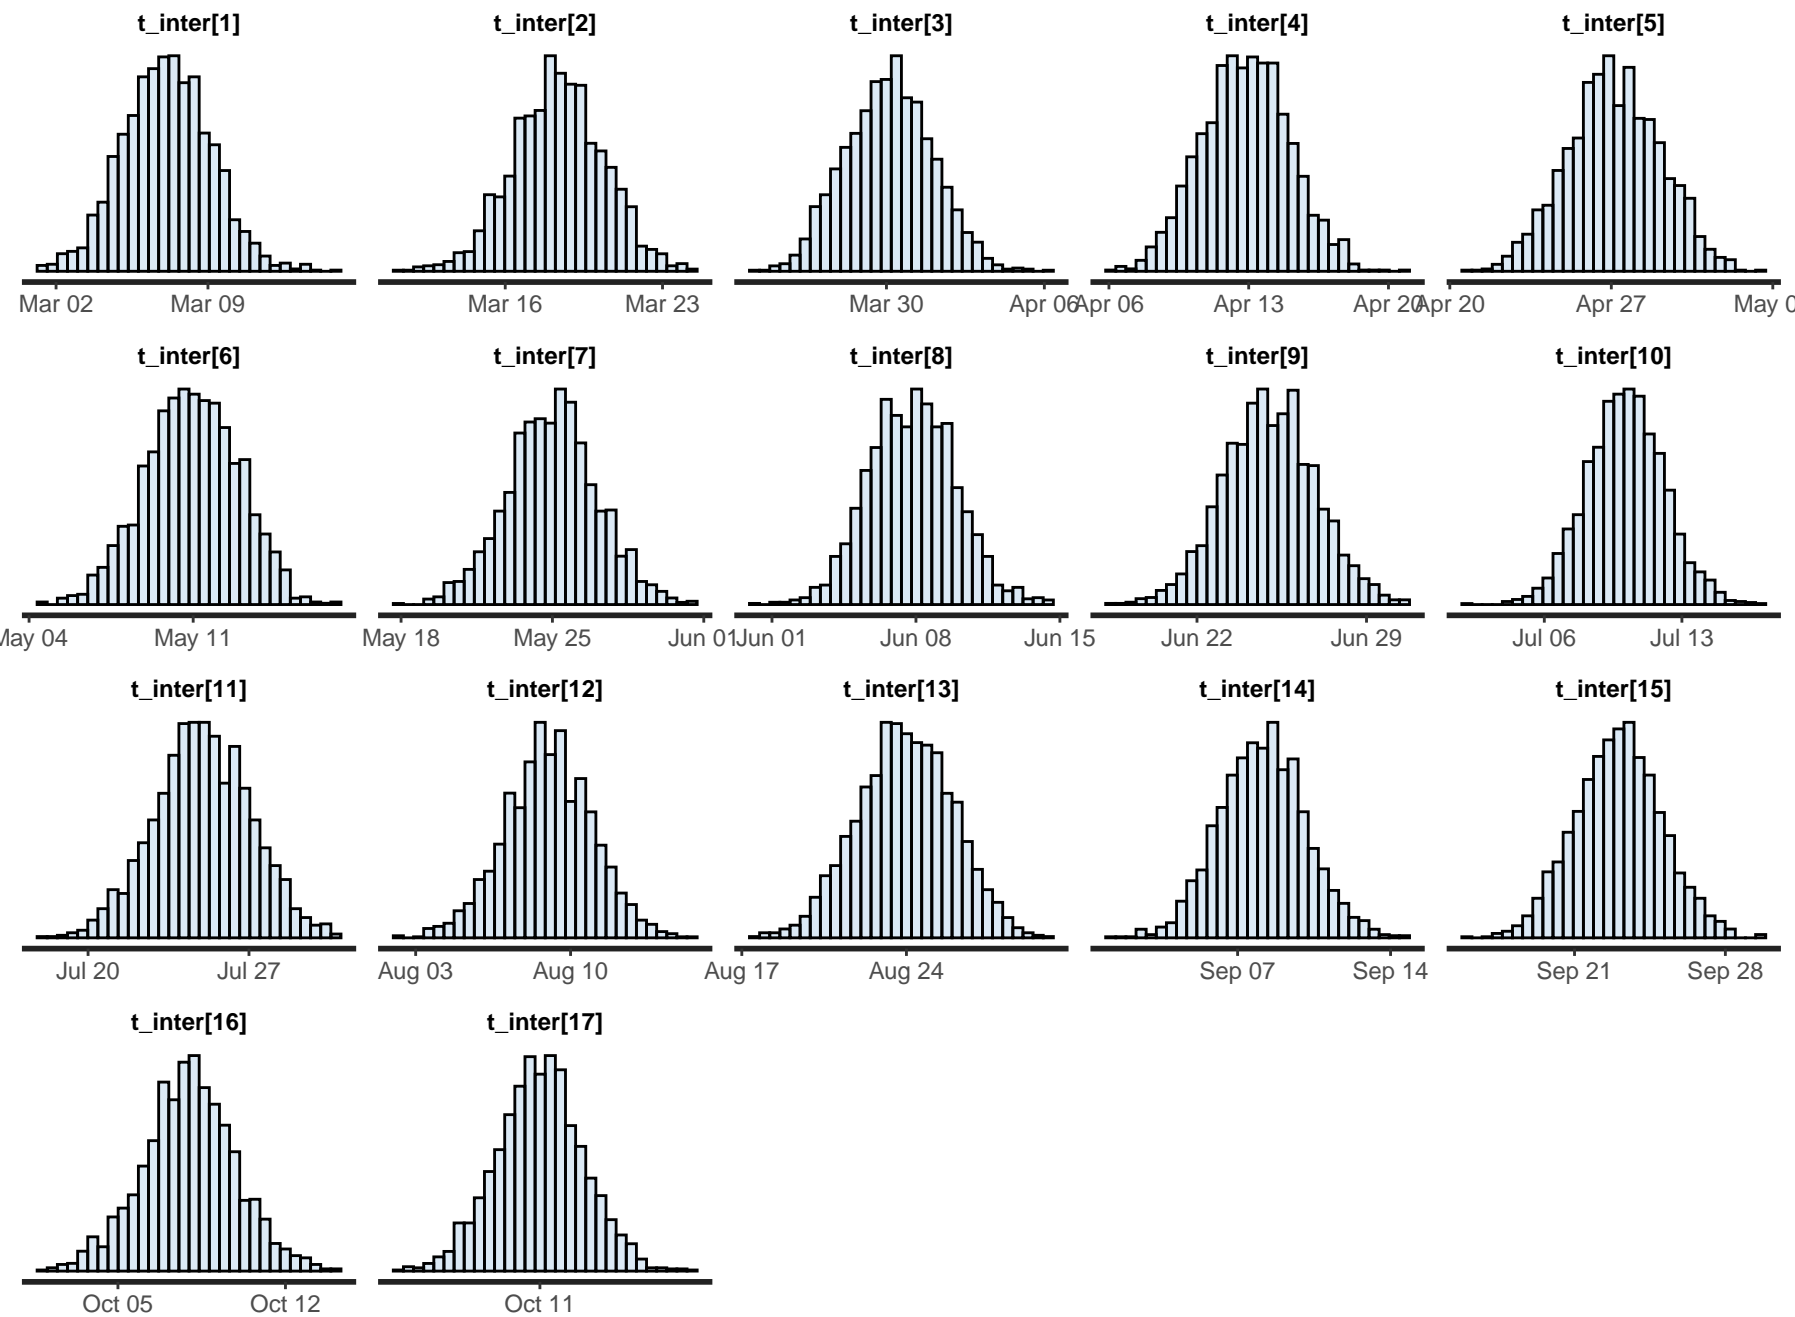 t_inter[1] t_inter[2] t_inter[3] t_inter[4] t_inter[5]
Mar 02 Mar 09 Mar 16 Mar 23 Mar 30 Apr 06 Apr 06 Apr 13 Apr 20 Apr 20 Apr 27 May 0
t_inter[6] t_inter[7] t_inter[8] t_inter[9] t_inter[10]
May 04 May 11 May 18 May 25 Jun 01 Jun 01 Jun 08 Jun 15 Jun 22 Jun 29 Jul 06 Jul 13
t_inter[11] t_inter[12] t_inter[13] t_inter[14] t_inter[15]
Jul 20 Jul 27 Aug 03 Aug 10 Aug 17 Aug 24 Sep 07 Sep 14 Sep 21 Sep 28
t_inter[16] t_inter[17]
Oct 05 Oct 12 Oct 11